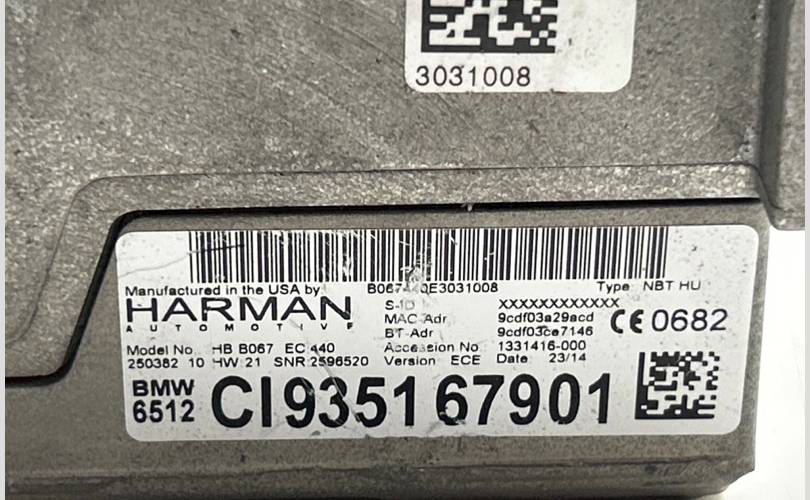 3031008
Manufactured in the USA by
HARMAN
AUTOMOTIVE
Model No. HB B067 EC 440
250382 10 HW 21 SNR 2596520
3031008
S-ID XXXXXXXXXXXX
MAC Adr 9cdf03a29acd
BT-Adr 9cdf03ce7146
Accession No 1331416-000
Version ECE Date 23/14
Type NBT HU
CE 0682
BMW
6512
CI935167901